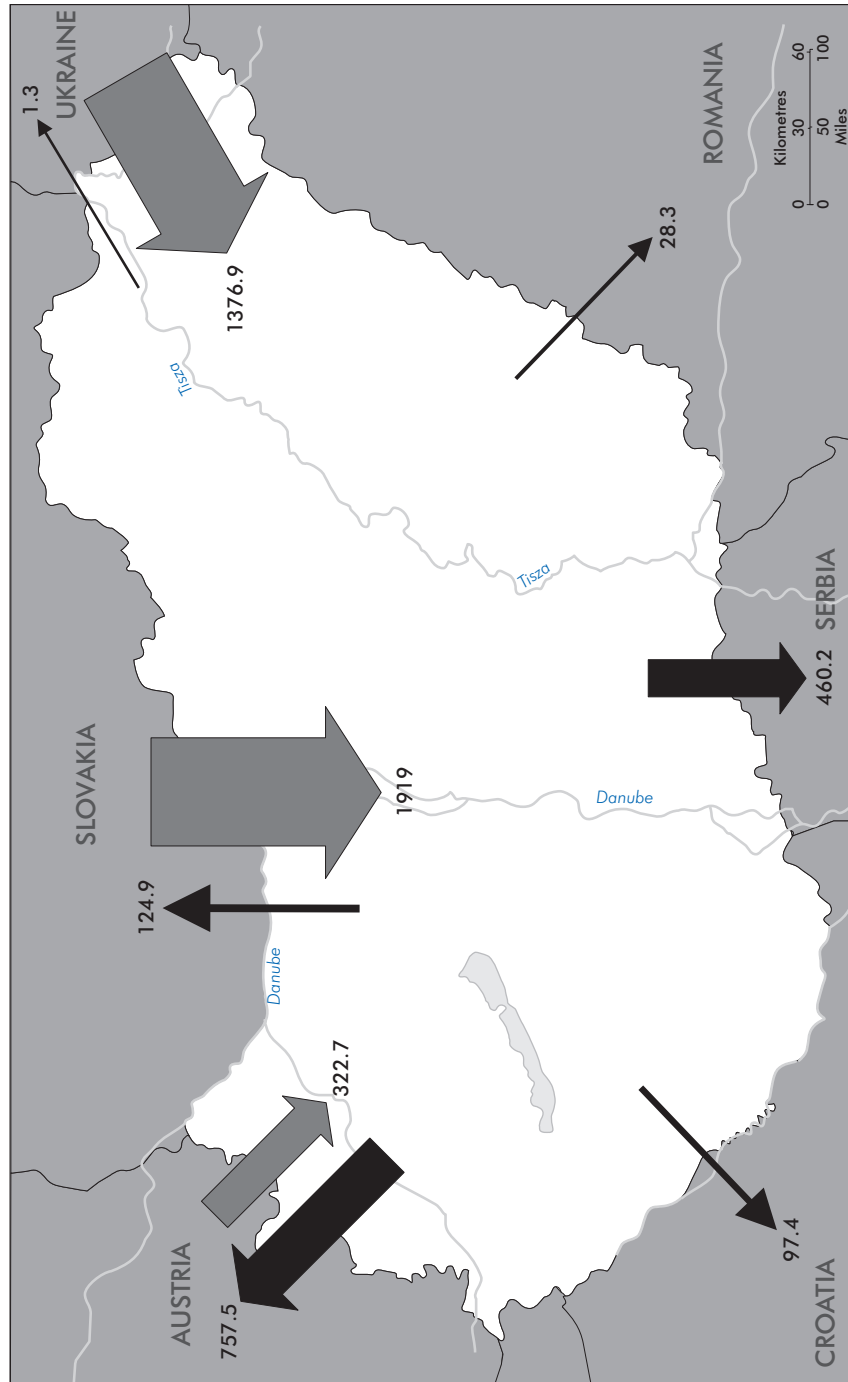 1.3
UKRAINE
SLOVAKIA
124.9
1376.9
Tisza
1919
Danube
322.7
AUSTRIA
757.5
ROMANIA
28.3
Tisza
Danube
SERBIA
460.2
97.4
CROATIA
Kilometres
0 30 60
0 50 100
Miles